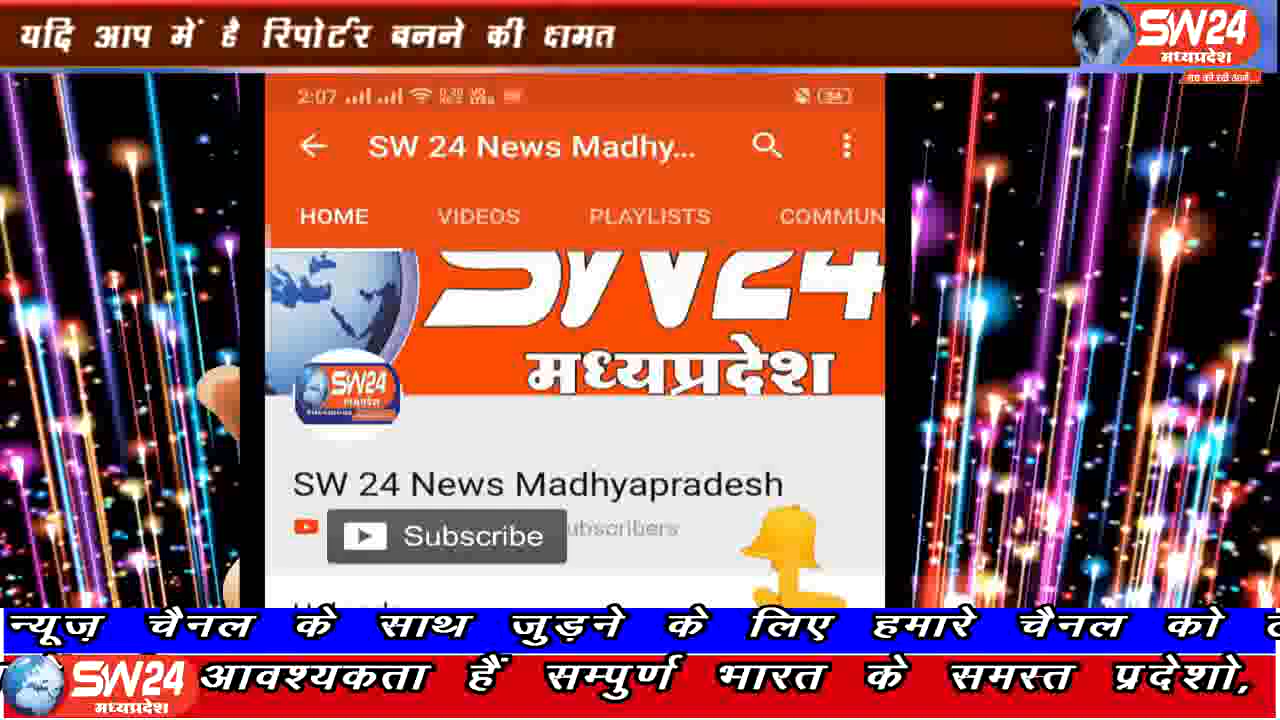 यदि आप में है रिपोर्टर बनने की क्षमत
SW24
मध्यप्रदेश
2:07
SW 24 News Madhy...
HOME VIDEOS PLAYLISTS COMMUN
SW24
मध्यप्रदेश
SW24
SW 24 News Madhyapradesh
Subscribe ubscribers
न्यूज़ चैनल के साथ जुड़ने के लिए हमारे चैनल को
SW24
मध्यप्रदेश
आवश्यकता हैं सम्पुर्ण भारत के समस्त प्रदेशो,